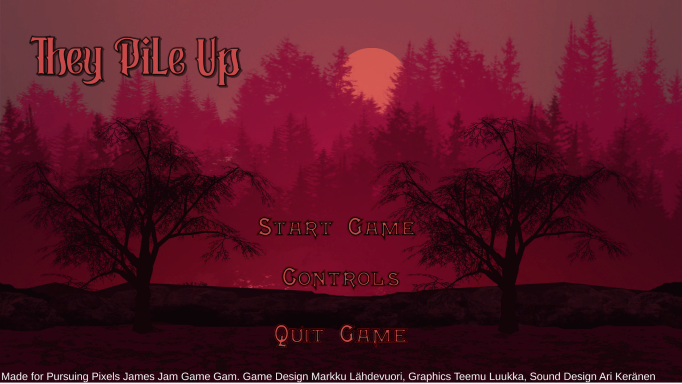 They Pile Up
Start Game
Controls
Quit Game
Made for Pursuing Pixels James Jam Game Gam. Game Design Markku Lähdevuori, Graphics Teemu Luukka, Sound Design Ari Keränen